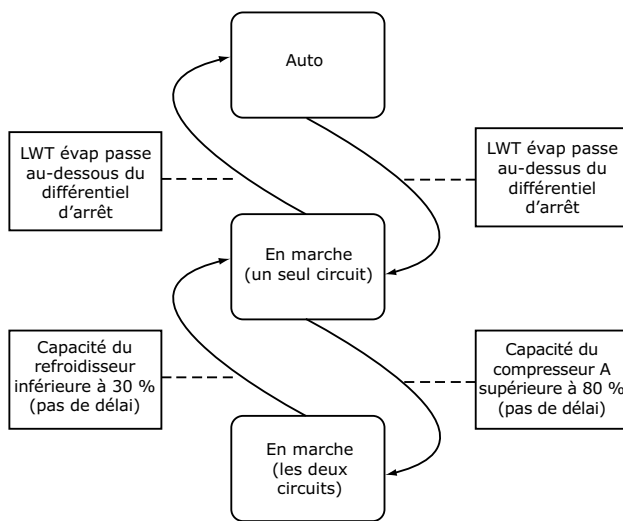 Auto
LWT évap passe
au-dessous du
différentiel
d’arrêt
LWT évap passe
au-dessus du
différentiel
d’arrêt
En marche
(un seul circuit)
Capacité du
refroidisseur
inférieure à 30 %
(pas de délai)
Capacité du
compresseur A
supérieure à 80 %
(pas de délai)
En marche
(les deux
circuits)